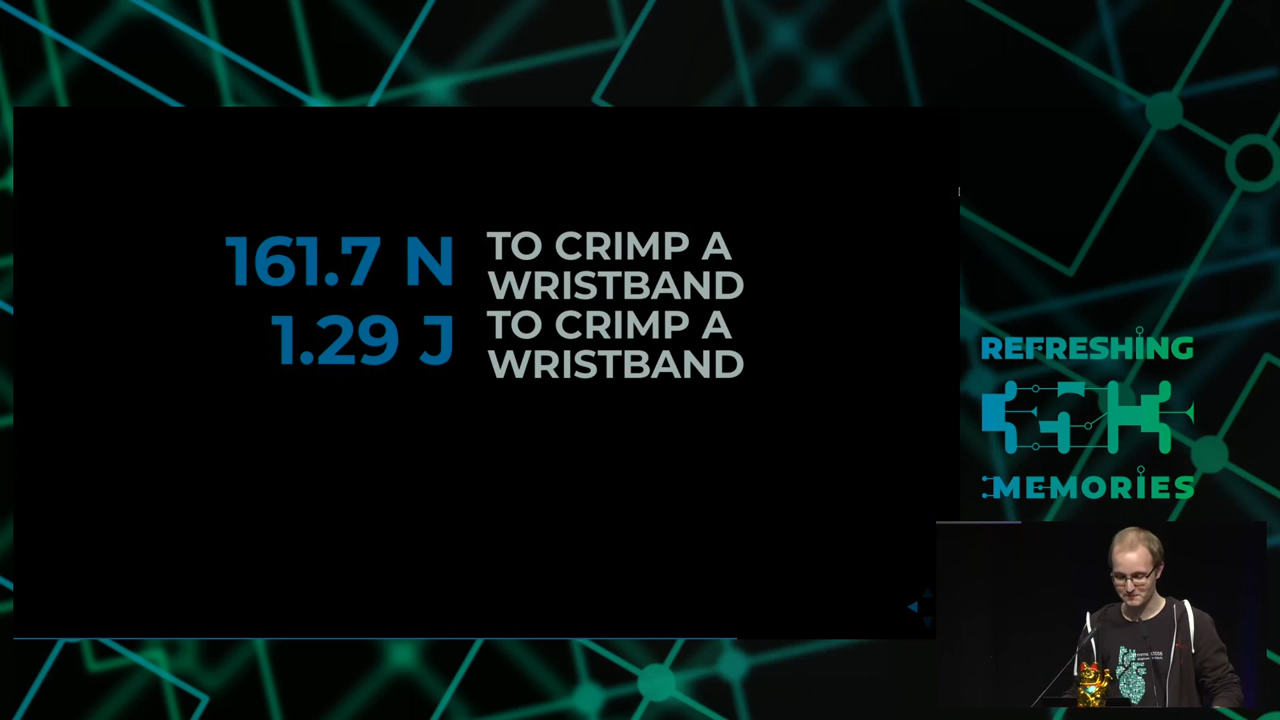 161.7 N
TO CRIMP A
WRISTBAND
1.29 J
TO CRIMP A
WRISTBAND
REFRESHING
MEMORIES